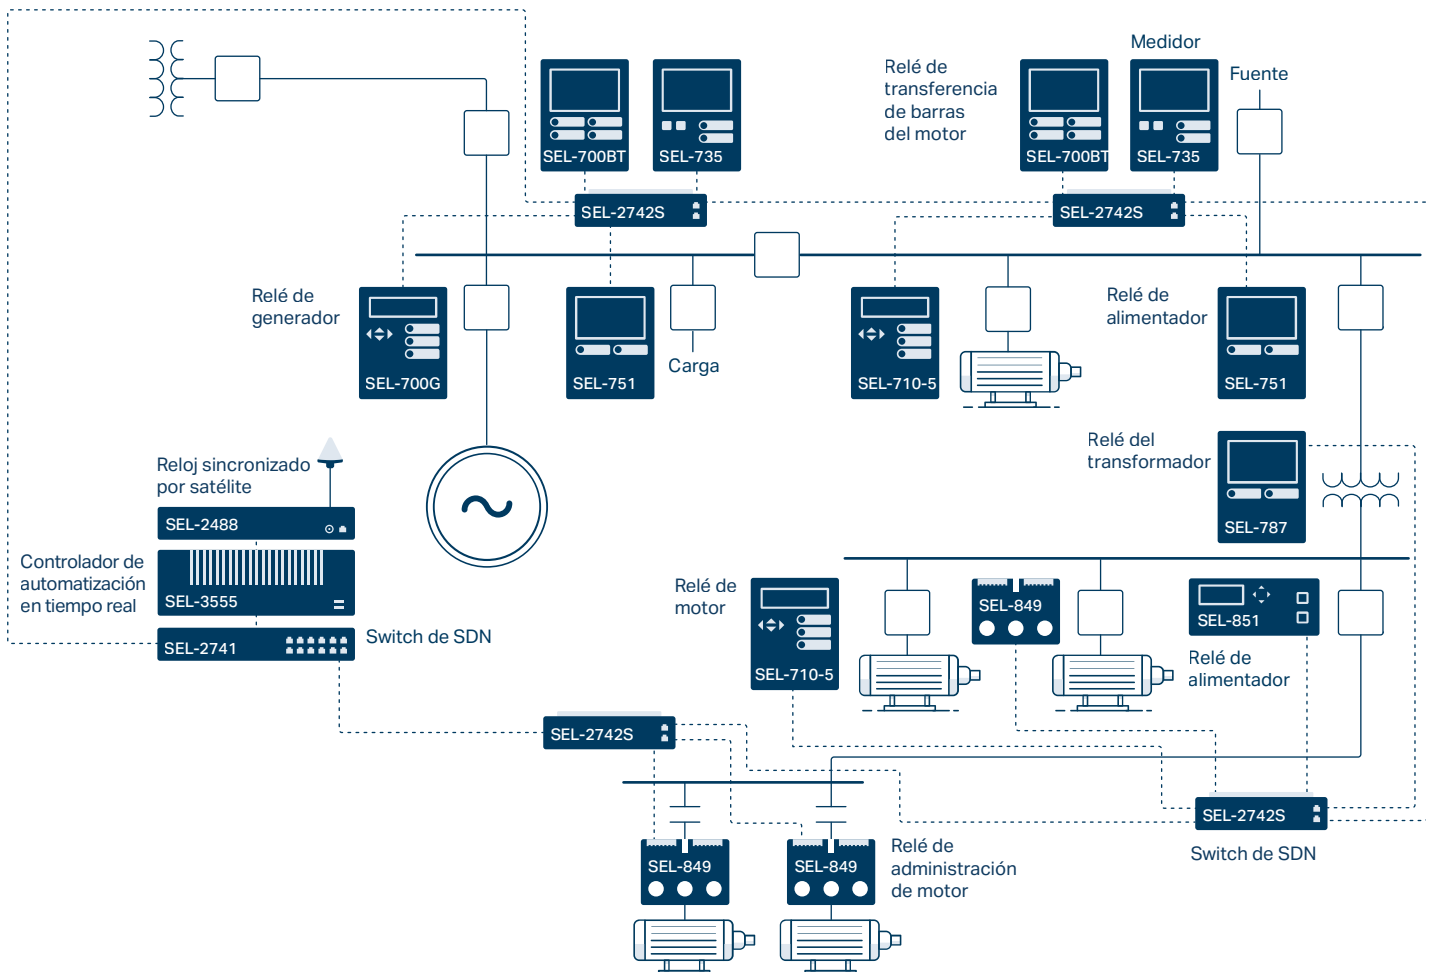 Medidor
Relé de
transferencia
de barras
del motor
Fuente
SEL-700BT
SEL-735
SEL-700BT
SEL-735
SEL-2742S
SEL-2742S
Relé de
generador
SEL-700G
SEL-751
Carga
SEL-710-5
Relé de
alimentador
SEL-751
Relé del
transformador
SEL-787
Reloj sincronizado
por satélite
SEL-2488
Controlador de
automatización
en tiempo real
SEL-3555
SEL-2741
Switch de SDN
Relé de
motor
SEL-710-5
SEL-849
SEL-851
Relé de
alimentador
SEL-2742S
SEL-2742S
Switch de SDN
SEL-849
SEL-849
Relé de
administración
de motor